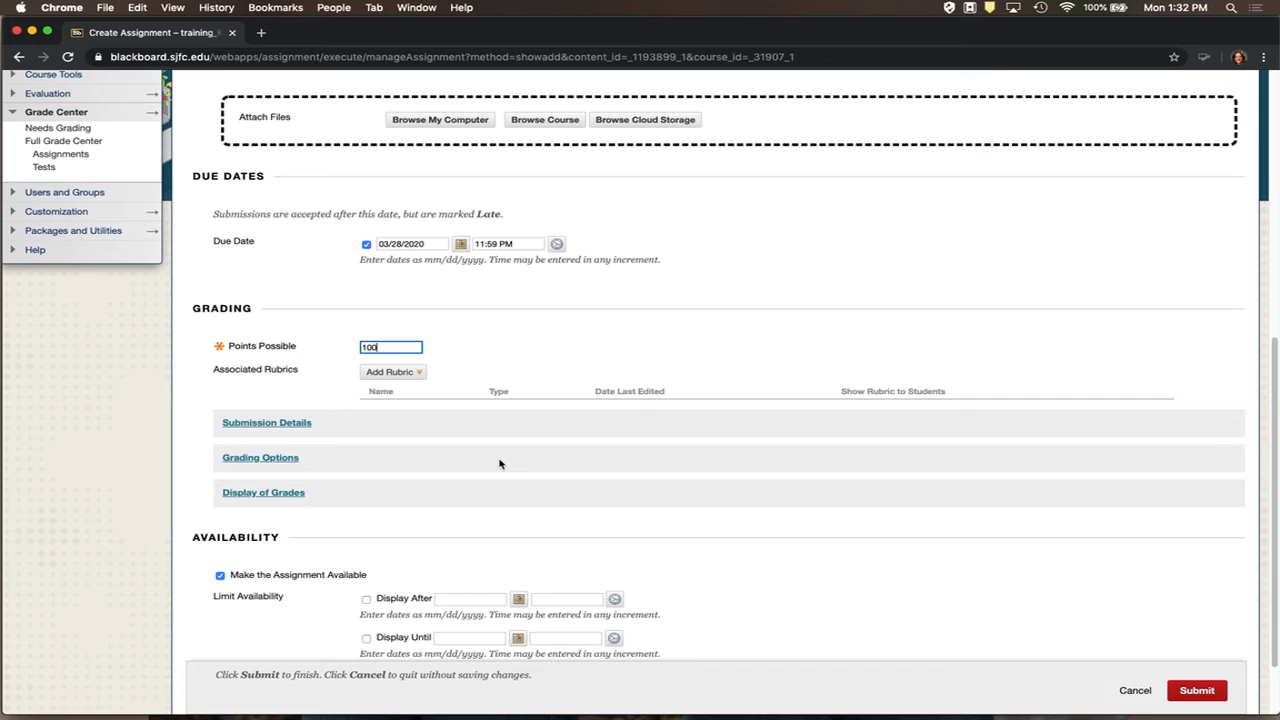 Chrome File Edit View History Bookmarks People Tab Window Help 100% Mon 1:32 PM
Create Assignment – training_
blackboard.sjfc.edu/webapps/assignment/execute/manageAssignment?method=showadd&content_id=_1193899_1&course_id=_31907_1
Course Tools
Evaluation
Grade Center
Needs Grading
Full Grade Center
Assignments
Tests
Users and Groups
Customization
Packages and Utilities
Help
Attach Files Browse My Computer Browse Course Browse Cloud Storage
DUE DATES
Submissions are accepted after this date, but are marked Late.
Due Date 03/28/2020 11:59 PM
Enter dates as mm/dd/yyyy. Time may be entered in any increment.
GRADING
Points Possible 100
Associated Rubrics Add Rubric
Name Type Date Last Edited Show Rubric to Students
Submission Details
Grading Options
Display of Grades
AVAILABILITY
Make the Assignment Available
Limit Availability Display After
Enter dates as mm/dd/yyyy. Time may be entered in any increment.
Display Until
Enter dates as mm/dd/yyyy. Time may be entered in any increment.
Click Submit to finish. Click Cancel to quit without saving changes.
Cancel Submit